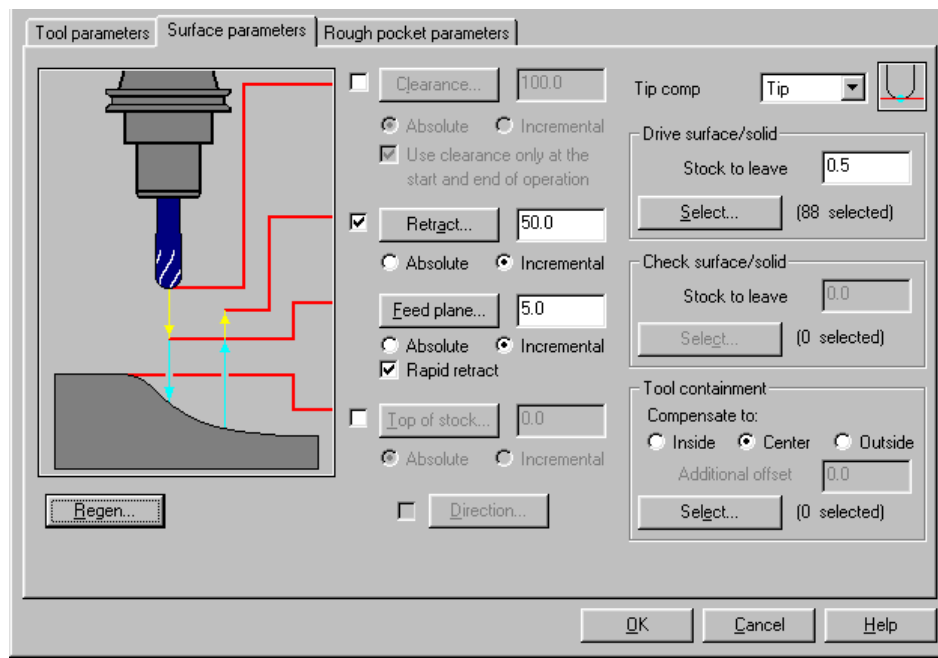 Tool parameters
Surface parameters
Rough pocket parameters
Clearance...
100.0
Absolute
Incremental
Use clearance only at the
start and end of operation
Retract...
50.0
Absolute
Incremental
Feed plane...
5.0
Absolute
Incremental
Rapid retract
Top of stock...
0.0
Absolute
Incremental
Regen...
Direction...
Tip comp
Tip
Drive surface/solid
Stock to leave
0.5
Select...
(88 selected)
Check surface/solid
Stock to leave
0.0
Select...
(0 selected)
Tool containment
Compensate to:
Inside
Center
Outside
Additional offset
0.0
Select...
(0 selected)
OK
Cancel
Help